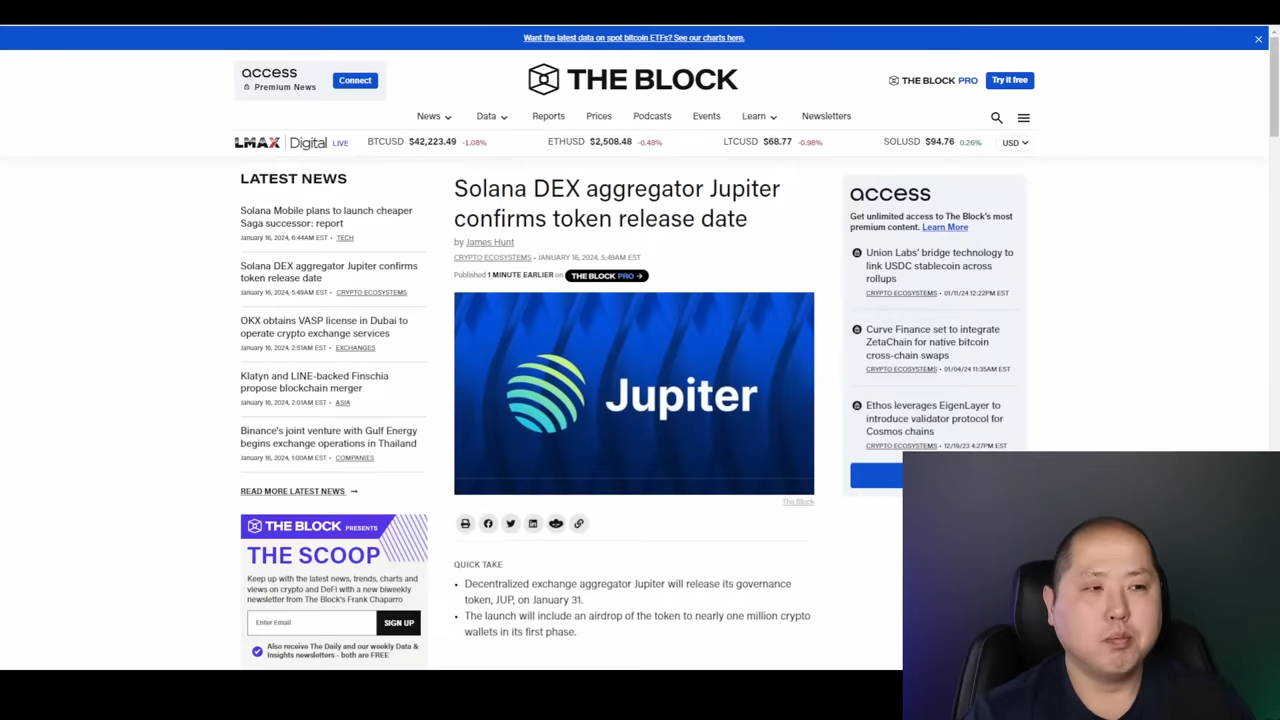 Want the latest data on spot bitcoin ETFs? See our charts here.
access
Premium News
Connect
THE BLOCK
THE BLOCK PRO
Try it free
News
Data
Reports
Prices
Podcasts
Events
Learn
Newsletters
LMAX Digital LIVE
BTCUSD $42,223.49 -1.08%
ETHUSD $2,508.48 -0.48%
LTCUSD $68.77 -0.98%
SOLUSD $94.76 0.26%
USD
LATEST NEWS
Solana Mobile plans to launch cheaper
Saga successor: report
January 16, 2024, 6:44AM EST • TECH
Solana DEX aggregator Jupiter confirms
token release date
January 16, 2024, 5:49AM EST • CRYPTO ECOSYSTEMS
OKX obtains VASP license in Dubai to
operate crypto exchange services
January 16, 2024, 2:51AM EST • EXCHANGES
Klatyn and LINE-backed Finschia
propose blockchain merger
January 16, 2024, 2:01AM EST • ASIA
Binance's joint venture with Gulf Energy
begins exchange operations in Thailand
January 16, 2024, 1:00AM EST • COMPANIES
READ MORE LATEST NEWS →
THE BLOCK PRESENTS
THE SCOOP
Keep up with the latest news, trends, charts and
views on crypto and DeFi with a new biweekly
newsletter from The Block's Frank Chaparro
Enter Email
SIGN UP
Also receive The Daily and our weekly Data &
Insights newsletters - both are FREE
Solana DEX aggregator Jupiter
confirms token release date
by James Hunt
CRYPTO ECOSYSTEMS • JANUARY 16, 2024, 5:49AM EST
Published 1 MINUTE EARLIER on THE BLOCK PRO →
Jupiter
The Block
QUICK TAKE
• Decentralized exchange aggregator Jupiter will release its governance
token, JUP, on January 31.
• The launch will include an airdrop of the token to nearly one million crypto
wallets in its first phase.
access
Get unlimited access to The Block's most
premium content. Learn More
Union Labs' bridge technology to
link USDC stablecoin across
rollups
CRYPTO ECOSYSTEMS • 01/11/24 12:22PM EST
Curve Finance set to integrate
ZetaChain for native bitcoin
cross-chain swaps
CRYPTO ECOSYSTEMS • 01/04/24 11:35AM EST
Ethos leverages EigenLayer to
introduce validator protocol for
Cosmos chains
CRYPTO ECOSYSTEMS • 12/19/23 4:27PM EST